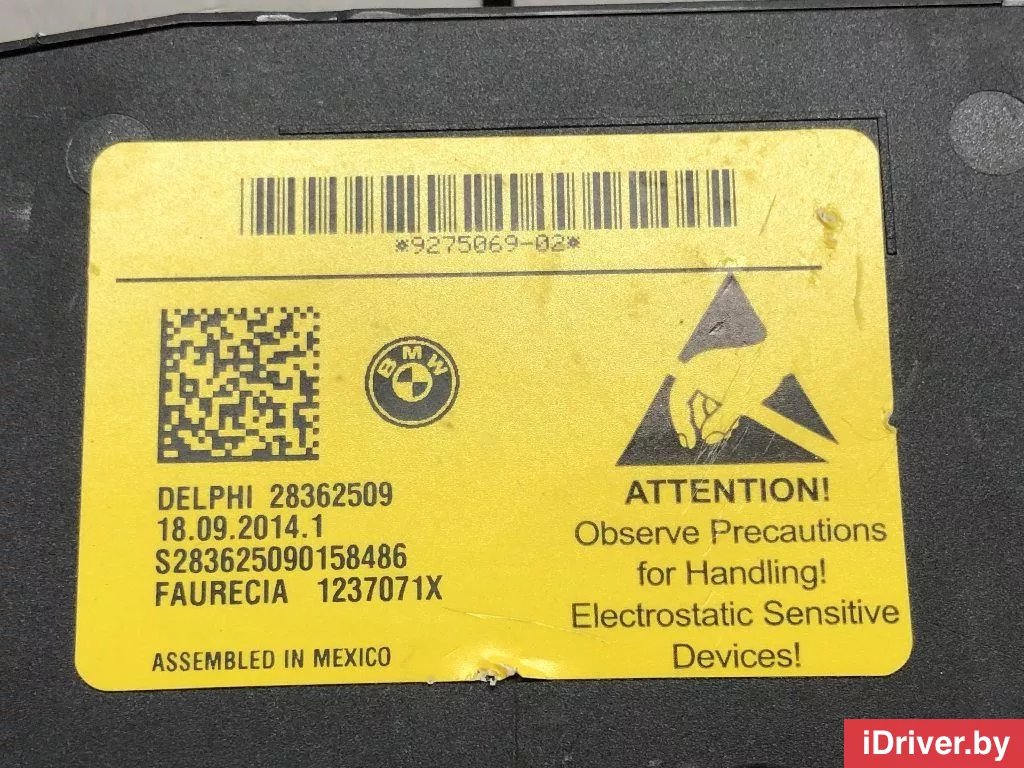 *9275069-02*
BMW
DELPHI 28362509
18.09.2014.1
S283625090158486
FAURECIA 1237071X
ASSEMBLED IN MEXICO
ATTENTION!
Observe Precautions
for Handling!
Electrostatic Sensitive
Devices!
iDriver.by